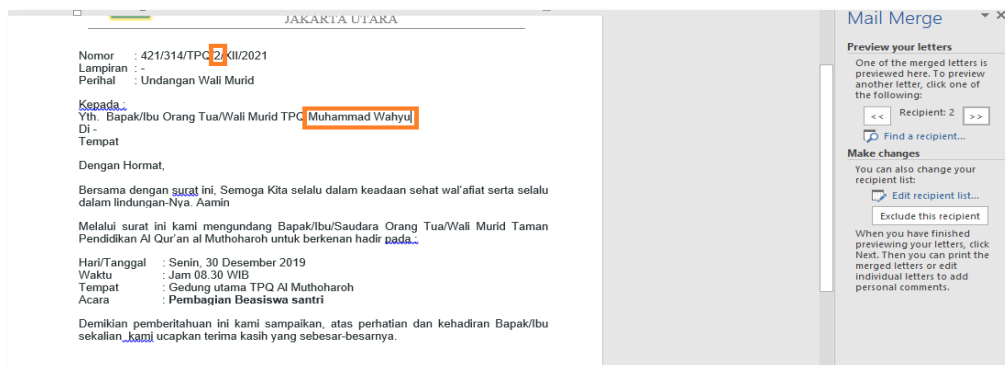 JAKARTA UTARA
Nomor : 421/314/TPQ/2/XII/2021
Lampiran : -
Perihal : Undangan Wali Murid
Kepada :
Yth. Bapak/Ibu Orang Tua/Wali Murid TPQ Muhammad Wahyu
Di -
Tempat
Dengan Hormat,
Bersama dengan surat ini, Semoga Kita selalu dalam keadaan sehat wal'afiat serta selalu
dalam lindungan-Nya. Aamin
Melalui surat ini kami mengundang Bapak/Ibu/Saudara Orang Tua/Wali Murid Taman
Pendidikan Al Qur'an al Muthoharoh untuk berkenan hadir pada :
Hari/Tanggal : Senin, 30 Desember 2019
Waktu : Jam 08.30 WIB
Tempat : Gedung utama TPQ Al Muthoharoh
Acara : Pembagian Beasiswa santri
Demikian pemberitahuan ini kami sampaikan, atas perhatian dan kehadiran Bapak/Ibu
sekalian kami ucapkan terima kasih yang sebesar-besarnya.
Mail Merge
Preview your letters
One of the merged letters is
previewed here. To preview
another letter, click one of
the following:
<< Recipient: 2 >>
Find a recipient...
Make changes
You can also change your
recipient list:
Edit recipient list...
Exclude this recipient
When you have finished
previewing your letters, click
Next. Then you can print the
merged letters or edit
individual letters to add
personal comments.